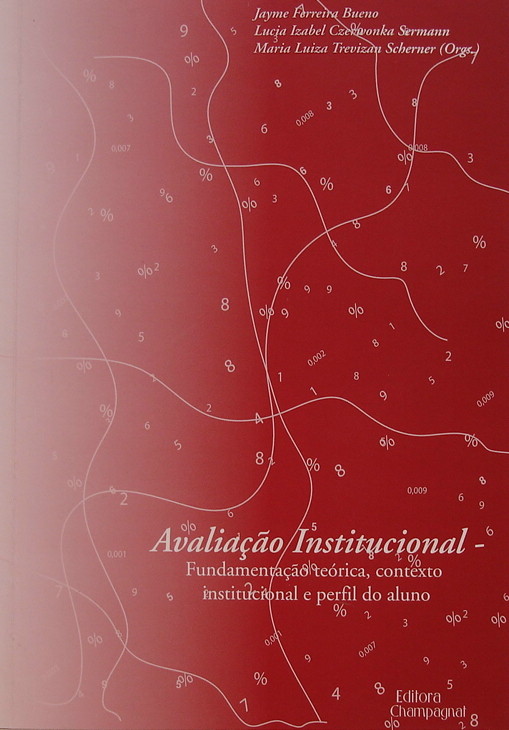 Jayme Ferreira Bueno
Lucja Izabel Czerwonka Sermann
Maria Luiza Trevizan Scherner (Orgs.)
Avaliação Institucional -
Fundamentação teórica, contexto
institucional e perfil do aluno
Editora
Champagnat